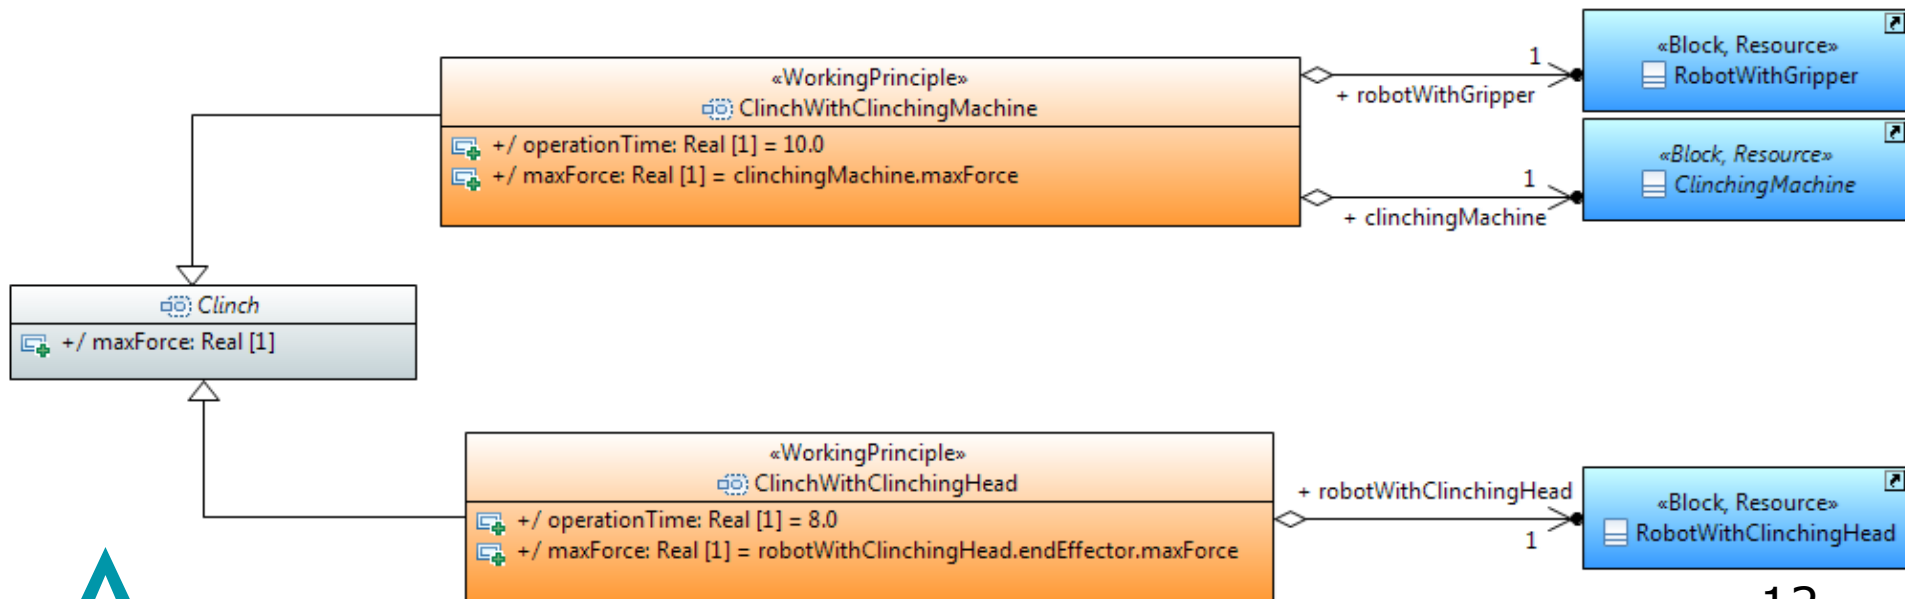 «WorkingPrinciple»
ClinchWithClinchingMachine
+/ operationTime: Real [1] = 10.0
+/ maxForce: Real [1] = clinchingMachine.maxForce
1
+ robotWithGripper
«Block, Resource»
RobotWithGripper
1
+ clinchingMachine
«Block, Resource»
ClinchingMachine
Clinch
+/ maxForce: Real [1]
«WorkingPrinciple»
ClinchWithClinchingHead
+/ operationTime: Real [1] = 8.0
+/ maxForce: Real [1] = robotWithClinchingHead.endEffector.maxForce
+ robotWithClinchingHead
1
«Block, Resource»
RobotWithClinchingHead